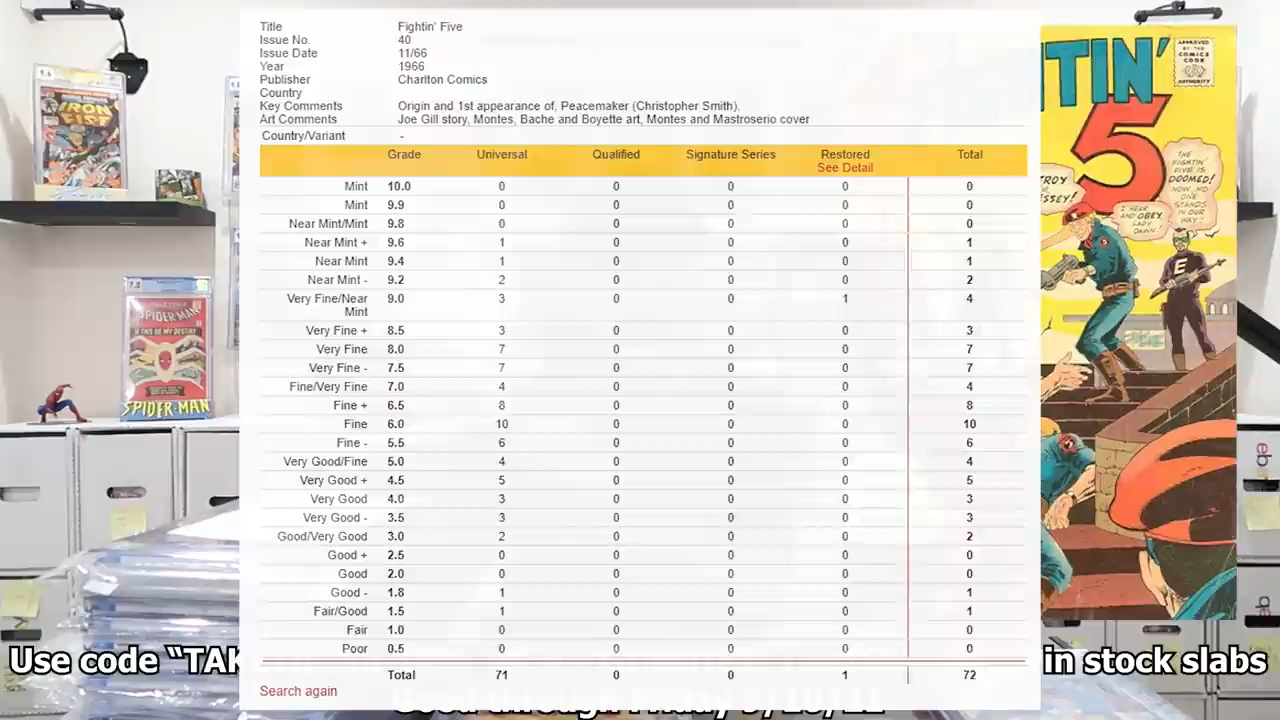 Title Fightin' Five
Issue No. 40
Issue Date 11/66
Year 1966
Publisher Charlton Comics
Country
Key Comments Origin and 1st appearance of, Peacemaker (Christopher Smith).
Art Comments Joe Gill story, Montes, Bache and Boyette art, Montes and Mastroserio cover
Country/Variant -
Grade Universal Qualified Signature Series Restored Total
See Detail
Mint 10.0 0 0 0 0 0
Mint 9.9 0 0 0 0 0
Near Mint/Mint 9.8 0 0 0 0 0
Near Mint + 9.6 1 0 0 0 1
Near Mint 9.4 1 0 0 0 1
Near Mint - 9.2 2 0 0 0 2
Very Fine/Near 9.0 3 0 0 1 4
Mint
Very Fine + 8.5 3 0 0 0 3
Very Fine 8.0 7 0 0 0 7
Very Fine - 7.5 7 0 0 0 7
Fine/Very Fine 7.0 4 0 0 0 4
Fine + 6.5 8 0 0 0 8
Fine 6.0 10 0 0 0 10
Fine - 5.5 6 0 0 0 6
Very Good/Fine 5.0 4 0 0 0 4
Very Good + 4.5 5 0 0 0 5
Very Good 4.0 3 0 0 0 3
Very Good - 3.5 3 0 0 0 3
Good/Very Good 3.0 2 0 0 0 2
Good + 2.5 0 0 0 0 0
Good 2.0 0 0 0 0 0
Good - 1.8 1 0 0 0 1
Fair/Good 1.5 1 0 0 0 1
Fair 1.0 0 0 0 0 0
Poor 0.5 0 0 0 0 0
Total 71 0 0 1 72
Search again
TIN'
5
APPROVED
BY THE
COMICS
CODE
AUTHORITY
THE
FIGHTIN'
FIVE IS
DOOMED!
NOW, NO
ONE
STANDS
IN OUR
WAY!
I HEAR
AND OBEY,
LADY
DAWN!
E
IRON
FIST
9.6
7.0
SPIDER-MAN
IF THIS BE MY DESTINY
SPIDER-MAN
eb
Use code “TAK
in stock slabs